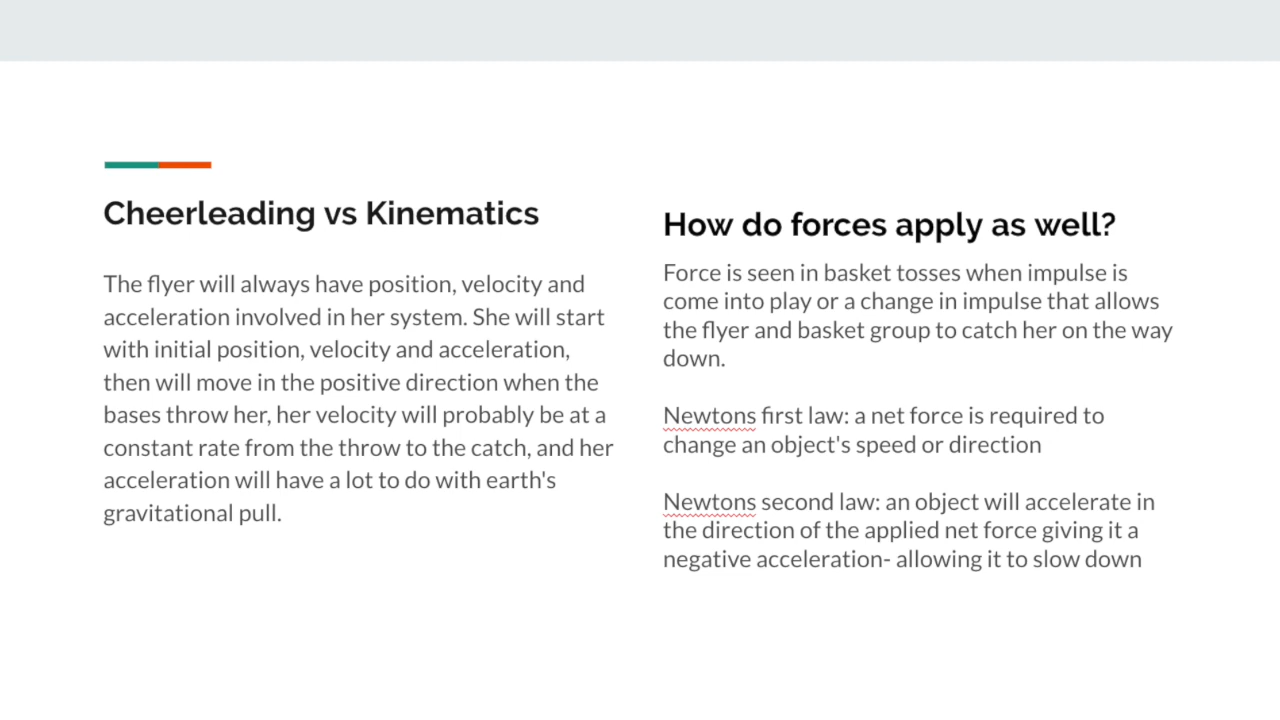 Cheerleading vs Kinematics
The flyer will always have position, velocity and
acceleration involved in her system. She will start
with initial position, velocity and acceleration,
then will move in the positive direction when the
bases throw her, her velocity will probably be at a
constant rate from the throw to the catch, and her
acceleration will have a lot to do with earth's
gravitational pull.
How do forces apply as well?
Force is seen in basket tosses when impulse is
come into play or a change in impulse that allows
the flyer and basket group to catch her on the way
down.
Newtons first law: a net force is required to
change an object's speed or direction
Newtons second law: an object will accelerate in
the direction of the applied net force giving it a
negative acceleration- allowing it to slow down